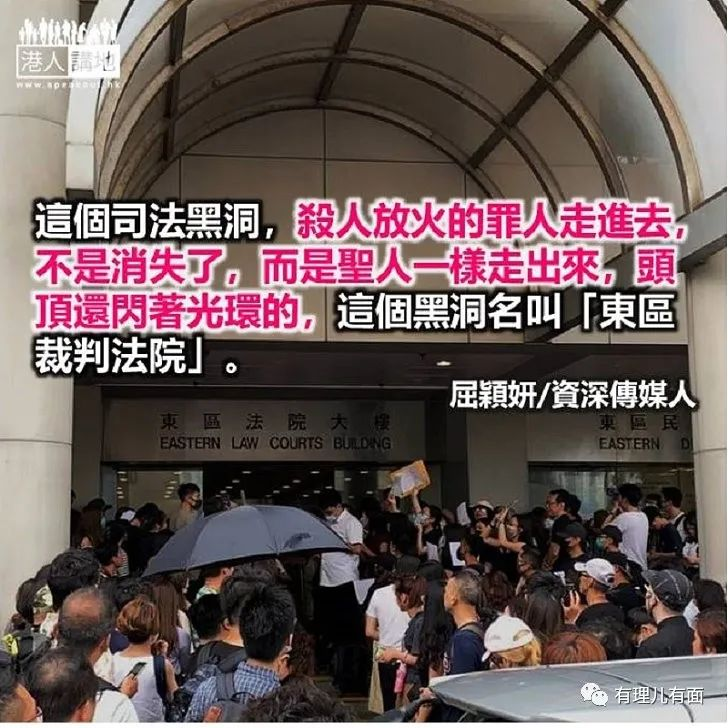 港人講地
www.speakout.hk
這個司法黑洞，殺人放火的罪人走進去，
不是消失了，而是聖人一樣走出來，頭
頂還閃著光環的，這個黑洞名叫「東區
裁判法院」。
屈穎妍/資深傳媒人
東區法院大樓
EASTERN LAW COURTS BUILDING
東區民
EASTERN D
有理儿有面